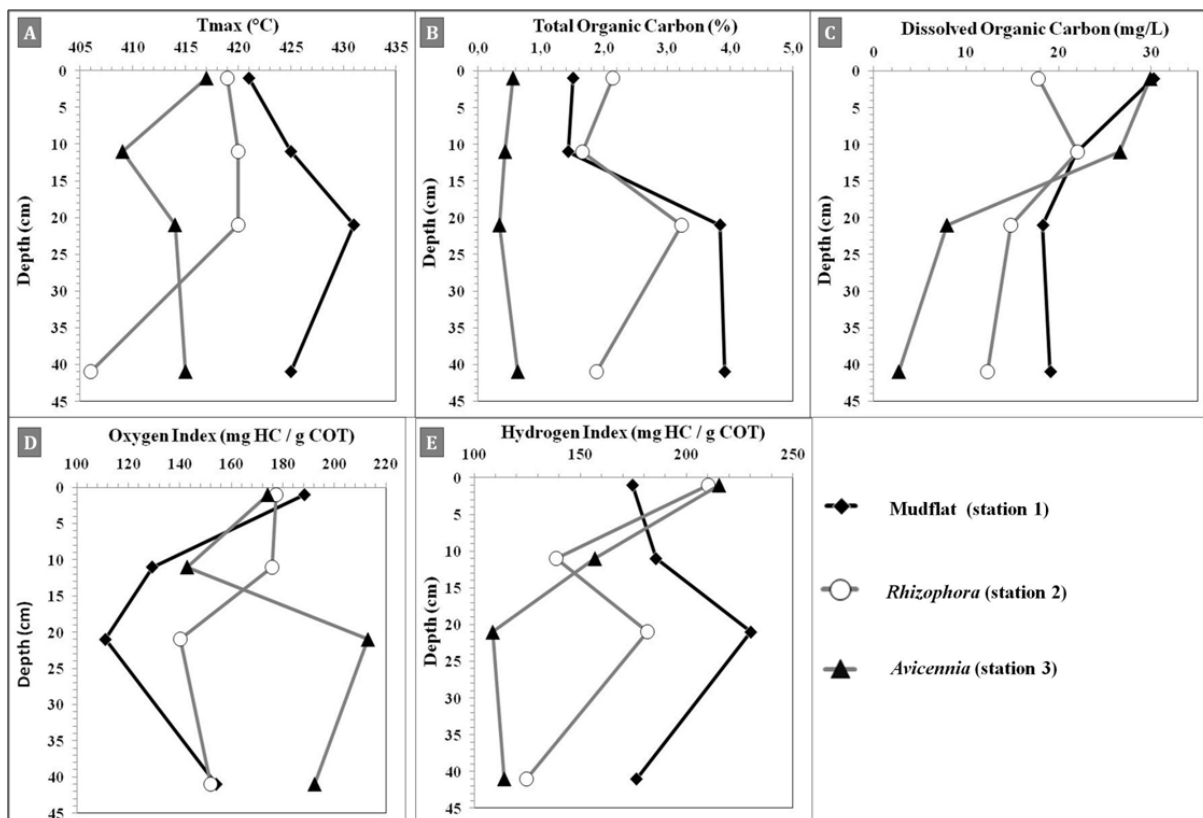 A
Tmax (°C)
405 410 415 420 425 430 435
Depth (cm)
0
5
10
15
20
25
30
35
40
45
B
Total Organic Carbon (%)
0,0 1,0 2,0 3,0 4,0 5,0
Depth (cm)
0
5
10
15
20
25
30
35
40
45
C
Dissolved Organic Carbon (mg/L)
0 10 20 30
Depth (cm)
0
5
10
15
20
25
30
35
40
45
D
Oxygen Index (mg HC / g COT)
100 120 140 160 180 200 220
Depth (cm)
0
5
10
15
20
25
30
35
40
45
E
Hydrogen Index (mg HC / g COT)
100 150 200 250
Depth (cm)
0
5
10
15
20
25
30
35
40
45
Mudflat (station 1)
Rhizophora (station 2)
Avicennia (station 3)